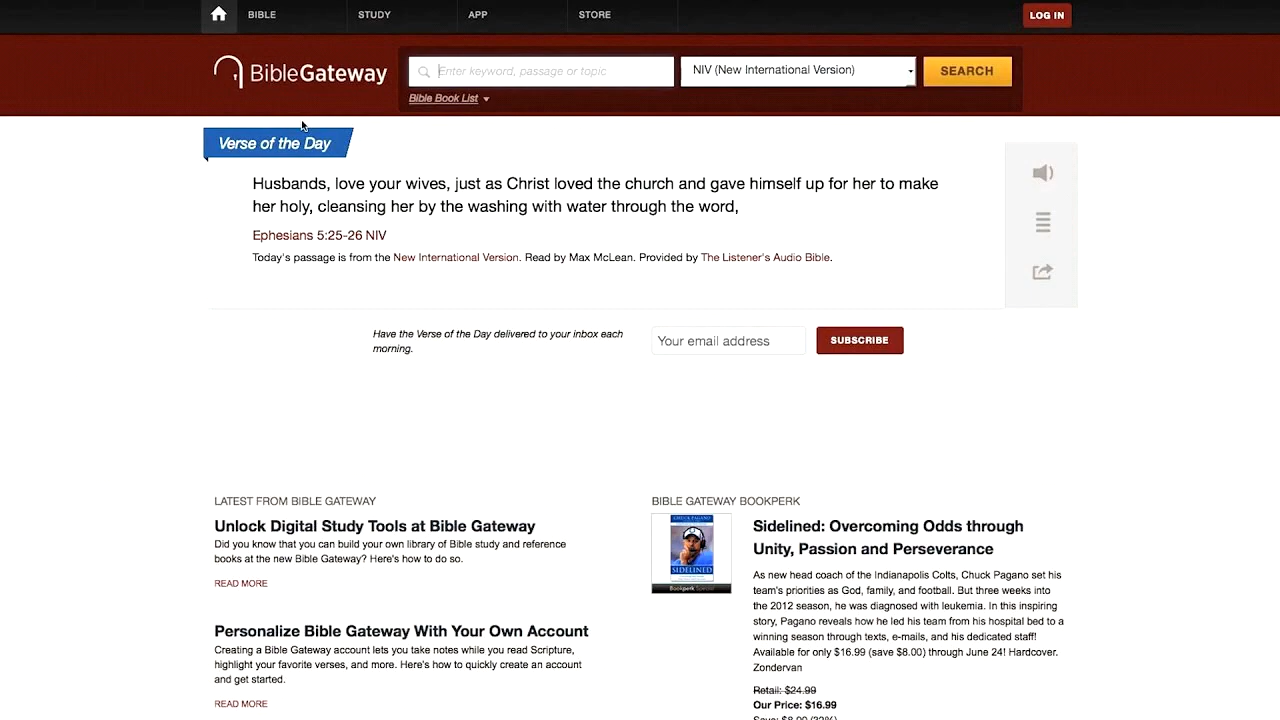 BIBLE
STUDY
APP
STORE
LOG IN
BibleGateway
Enter keyword, passage or topic
NIV (New International Version)
SEARCH
Bible Book List
Verse of the Day
Husbands, love your wives, just as Christ loved the church and gave himself up for her to make
her holy, cleansing her by the washing with water through the word,
Ephesians 5:25-26 NIV
Today's passage is from the New International Version. Read by Max McLean. Provided by The Listener's Audio Bible.
Have the Verse of the Day delivered to your inbox each
morning.
Your email address
SUBSCRIBE
LATEST FROM BIBLE GATEWAY
Unlock Digital Study Tools at Bible Gateway
Did you know that you can build your own library of Bible study and reference
books at the new Bible Gateway? Here's how to do so.
READ MORE
Personalize Bible Gateway With Your Own Account
Creating a Bible Gateway account lets you take notes while you read Scripture,
highlight your favorite verses, and more. Here's how to quickly create an account
and get started.
READ MORE
BIBLE GATEWAY BOOKPERK
CHUCK PAGANO
SIDELINED
Bookperk Special
Sidelined: Overcoming Odds through
Unity, Passion and Perseverance
As new head coach of the Indianapolis Colts, Chuck Pagano set his
team's priorities as God, family, and football. But three weeks into
the 2012 season, he was diagnosed with leukemia. In this inspiring
story, Pagano reveals how he led his team from his hospital bed to a
winning season through texts, e-mails, and his dedicated staff!
Available for only $16.99 (save $8.00) through June 24! Hardcover.
Zondervan
Retail: $24.99
Our Price: $16.99
Save: $8.00 (32%)